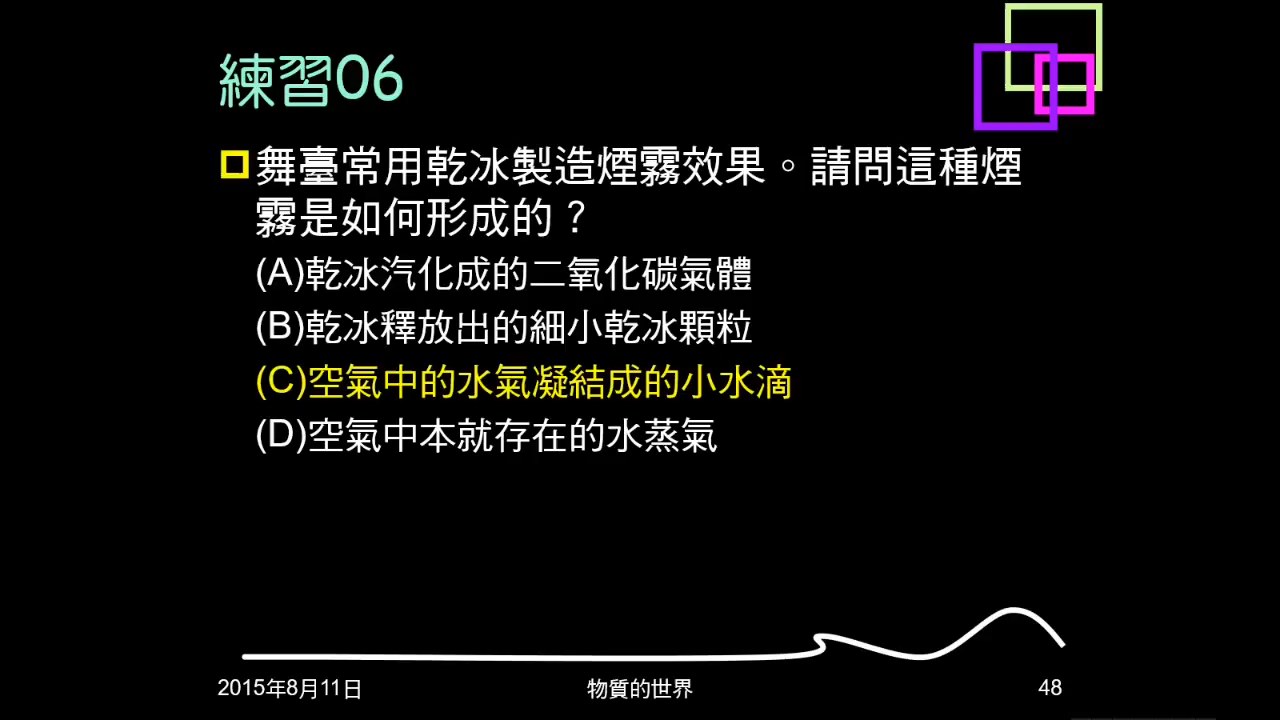 練習06
舞臺常用乾冰製造煙霧效果。請問這種煙
霧是如何形成的？
(A)乾冰汽化成的二氧化碳氣體
(B)乾冰釋放出的細小乾冰顆粒
(C)空氣中的水氣凝結成的小水滴
(D)空氣中本就存在的水蒸氣
2015年8月11日
物質的世界
48